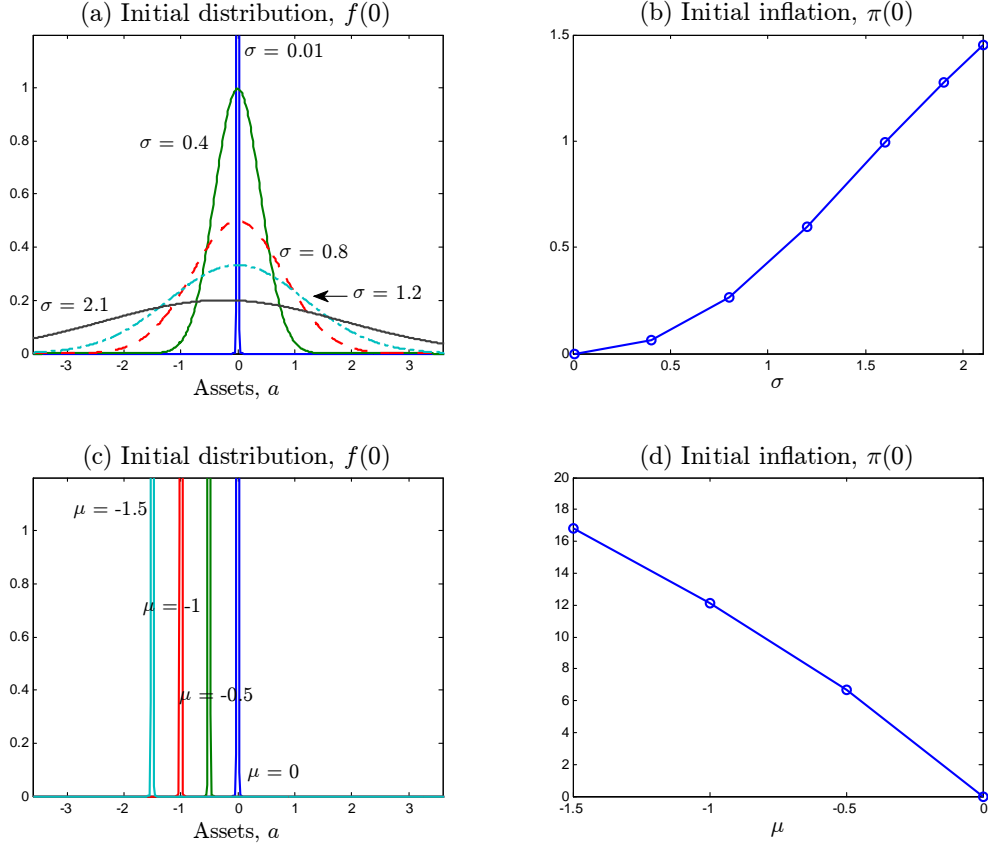 (a) Initial distribution, f(0)
σ = 0.01
σ = 0.4
σ = 0.8
σ = 1.2
σ = 2.1
1
0.8
0.6
0.4
0.2
0
-3 -2 -1 0 1 2 3
Assets, a
(b) Initial inflation, π(0)
1.5
1
0.5
0
0 0.5 1 1.5 2
σ
(c) Initial distribution, f(0)
μ = -1.5
μ = -1
μ = -0.5
μ = 0
1
0.8
0.6
0.4
0.2
0
-3 -2 -1 0 1 2 3
Assets, a
(d) Initial inflation, π(0)
20
18
16
14
12
10
8
6
4
2
0
-1.5 -1 -0.5 0
μ